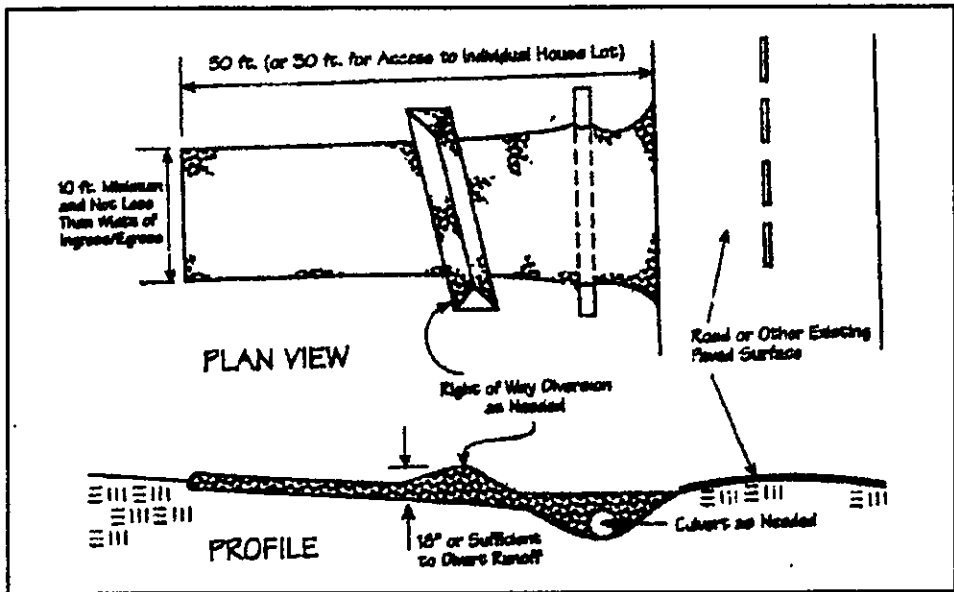 50 ft. (or 30 ft. for Access to Individual House Lot)
10 ft. Minimum
and Not Less
Than Width of
Ingress/Egress
PLAN VIEW
Road or Other Existing
Paved Surface
Right of Way Diversion
as Needed
Culvert as Needed
18" or Sufficient
to Divert Runoff
PROFILE